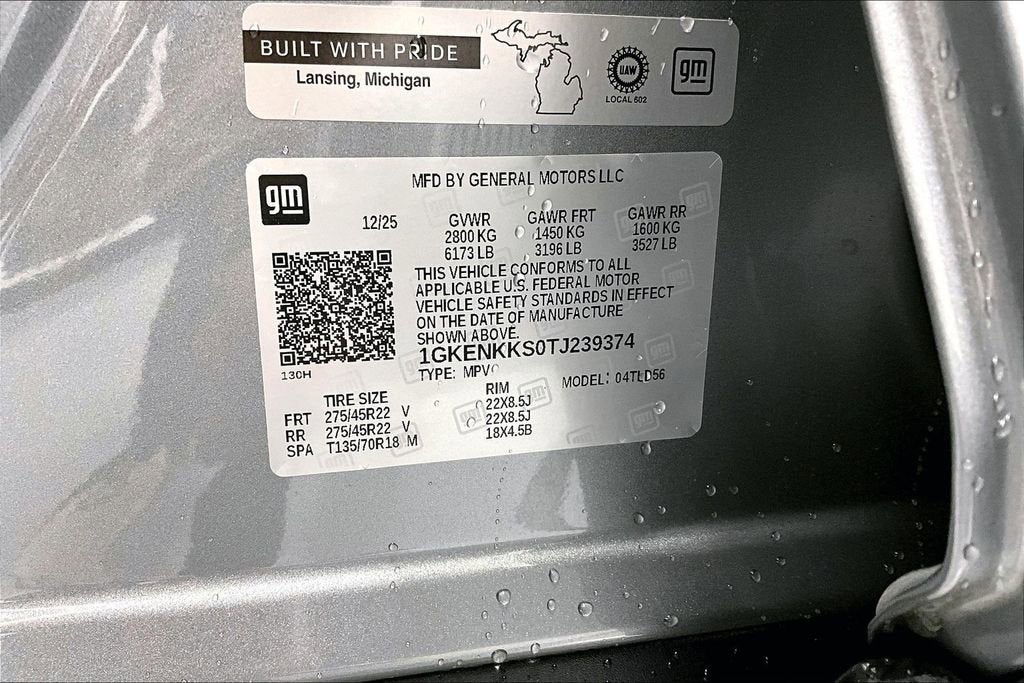 BUILT WITH PRIDE
Lansing, Michigan
UAW
LOCAL 602
gm
gm
MFD BY GENERAL MOTORS LLC
12/25 GVWR GAWR FRT GAWR RR
2800 KG 1450 KG 1600 KG
6173 LB 3196 LB 3527 LB
THIS VEHICLE CONFORMS TO ALL
APPLICABLE U.S. FEDERAL MOTOR
VEHICLE SAFETY STANDARDS IN EFFECT
ON THE DATE OF MANUFACTURE
SHOWN ABOVE.
1GKENKKS0TJ239374
TYPE: MPV MODEL: 04TLD56
130H
TIRE SIZE RIM
FRT 275/45R22 V 22X8.5J
RR 275/45R22 V 22X8.5J
SPA T135/70R18 M 18X4.5B